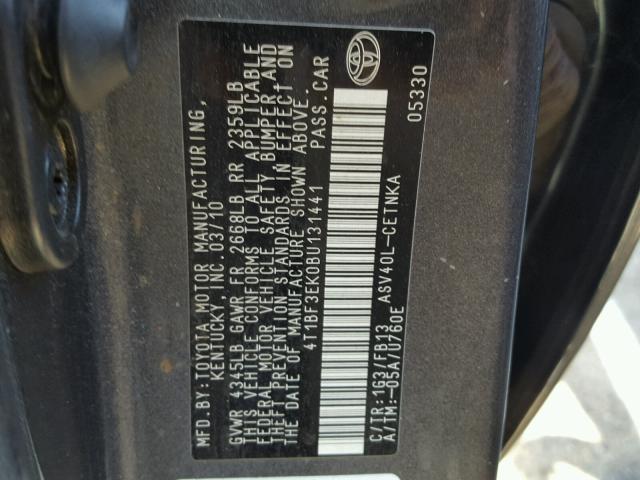 MFD. BY: TOYOTA MOTOR MANUFACTURING,
KENTUCKY, INC. 03/10
GVWR 4345LB GAWR FR 2668LB RR 2359LB
THIS VEHICLE CONFORMS TO ALL APPLICABLE
FEDERAL MOTOR VEHICLE SAFETY, BUMPER, AND
THEFT PREVENTION STANDARDS IN EFFECT ON
THE DATE OF MANUFACTURE SHOWN ABOVE.
4T1BF3EK0BU131441 PASS. CAR
C/TR: 1G3/FB13 ASV40L-CETNKA
A/TM: -05A/U760E 05330